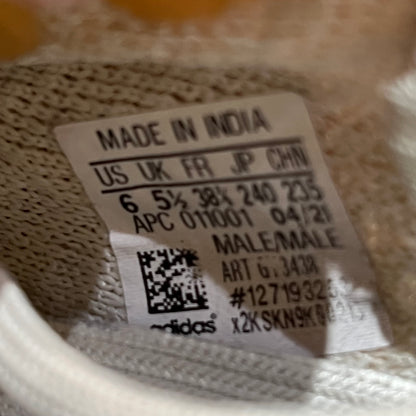 MADE IN INDIA
US UK FR JP CHN
6 5½ 38⅔ 240 235
APC 011001 04/21
MALE/MALE
ART
adidas